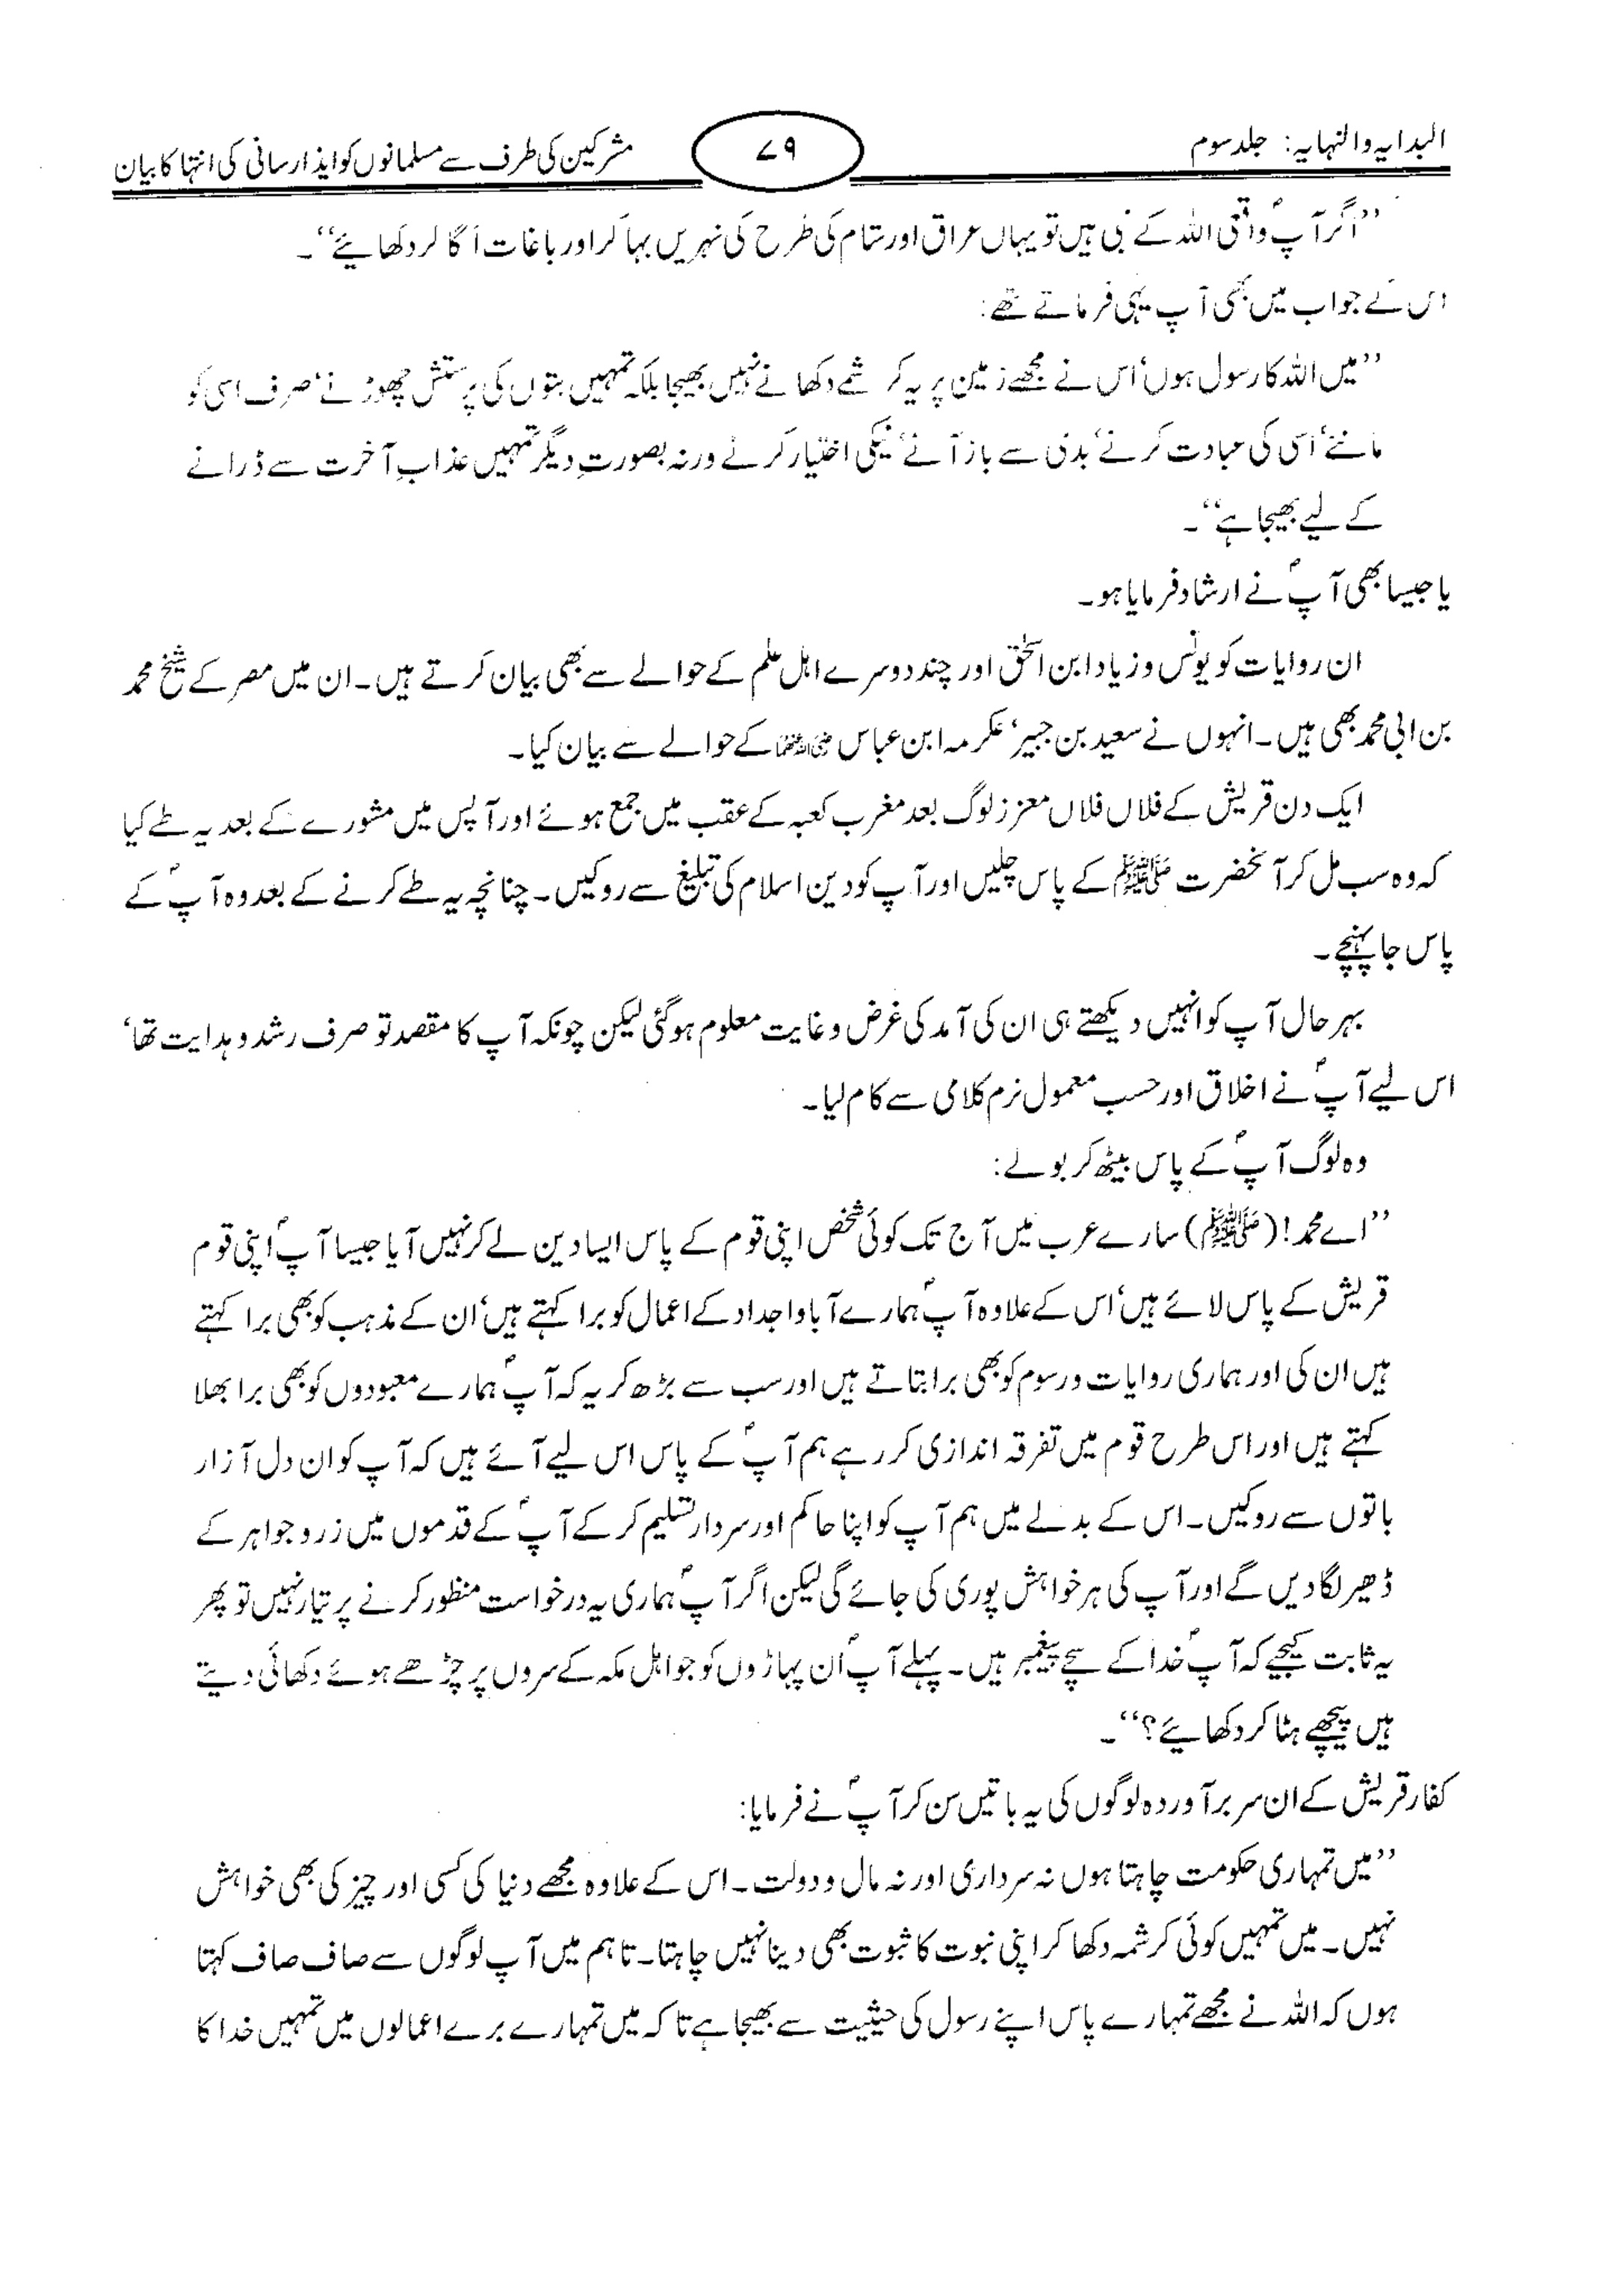 البدایہ والنہایہ: جلد سوم
۷۹
مشرکین کی طرف سے مسلمانوں کو ایذا رسانی کی انتہا کا بیان
’’اگر آپؐ واقعی اللہ کے نبی ہیں تو یہاں عراق اور شام کی طرح کی نہریں بہا کر اور باغات اُگا کر دکھایئے‘‘۔
اس کے جواب میں بھی آپ یہی فرماتے تھے:
’’میں اللہ کا رسول ہوں‘ اس نے مجھے زمین پر یہ کرشمے دکھانے نہیں بھیجا بلکہ تمہیں بتوں کی پرستش چھوڑنے‘ صرف اسی کو
ماننے‘ اسی کی عبادت کرنے‘ بدی سے باز آنے‘ نیکی اختیار کرنے ورنہ بصورتِ دیگر تمہیں عذابِ آخرت سے ڈرانے
کے لیے بھیجا ہے‘‘۔
یا جیسا بھی آپؐ نے ارشاد فرمایا ہو۔
ان روایات کو یونس و زیاد ابن اسحٰق اور چند دوسرے اہل علم کے حوالے سے بھی بیان کرتے ہیں۔ ان میں مصر کے شیخ محمد
بن ابی محمد بھی ہیں۔ انہوں نے سعید بن جبیر‘ عکرمہ ابن عباس رضی اللہ عنہما کے حوالے سے بیان کیا۔
ایک دن قریش کے فلاں فلاں معزز لوگ بعد مغرب کعبہ کے عقب میں جمع ہوئے اور آپس میں مشورے کے بعد یہ طے کیا
کہ وہ سب مل کر آنحضرت ﷺ کے پاس چلیں اور آپ کو دین اسلام کی تبلیغ سے روکیں۔ چنانچہ یہ طے کرنے کے بعد وہ آپؐ کے
پاس جا پہنچے۔
بہر حال آپ کو انہیں دیکھتے ہی ان کی آمد کی غرض و غایت معلوم ہوگئی لیکن چونکہ آپ کا مقصد تو صرف رشد و ہدایت تھا‘
اس لیے آپؐ نے اخلاق اور حسب معمول نرم کلامی سے کام لیا۔
وہ لوگ آپؐ کے پاس بیٹھ کر بولے:
’’اے محمد! (ﷺ) سارے عرب میں آج تک کوئی شخص اپنی قوم کے پاس ایسا دین لے کر نہیں آیا جیسا آپؐ اپنی قوم
قریش کے پاس لائے ہیں‘ اس کے علاوہ آپؐ ہمارے آباو اجداد کے اعمال کو برا کہتے ہیں‘ ان کے مذہب کو بھی برا کہتے
ہیں ان کی اور ہماری روایات و رسوم کو بھی برا بتاتے ہیں اور سب سے بڑھ کر یہ کہ آپؐ ہمارے معبودوں کو بھی برا بھلا
کہتے ہیں اور اس طرح قوم میں تفرقہ اندازی کر رہے ہم آپؐ کے پاس اس لیے آئے ہیں کہ آپ کو ان دل آزار
باتوں سے روکیں۔ اس کے بدلے میں ہم آپ کو اپنا حاکم اور سردار تسلیم کر کے آپؐ کے قدموں میں زر و جواہر کے
ڈھیر لگا دیں گے اور آپ کی ہر خواہش پوری کی جائے گی لیکن اگر آپؐ ہماری یہ درخواست منظور کرنے پر تیار نہیں تو پھر
یہ ثابت کیجیے کہ آپؐ خدا کے سچے پیغمبر ہیں۔ پہلے آپؐ ان پہاڑوں کو جو اہل مکہ کے سروں پر چڑھے ہوئے دکھائی دیتے
ہیں پیچھے ہٹا کر دکھایئے؟‘‘۔
کفار قریش کے ان سربرآوردہ لوگوں کی یہ باتیں سن کر آپؐ نے فرمایا:
’’میں تمہاری حکومت چاہتا ہوں نہ سرداری اور نہ مال و دولت۔ اس کے علاوہ مجھے دنیا کی کسی اور چیز کی بھی خواہش
نہیں۔ میں تمہیں کوئی کرشمہ دکھا کر اپنی نبوت کا ثبوت بھی دینا نہیں چاہتا۔ تاہم میں آپ لوگوں سے صاف صاف کہتا
ہوں کہ اللہ نے مجھے تمہارے پاس اپنے رسول کی حیثیت سے بھیجا ہے تا کہ میں تمہارے برے اعمالوں میں تمہیں خدا کا